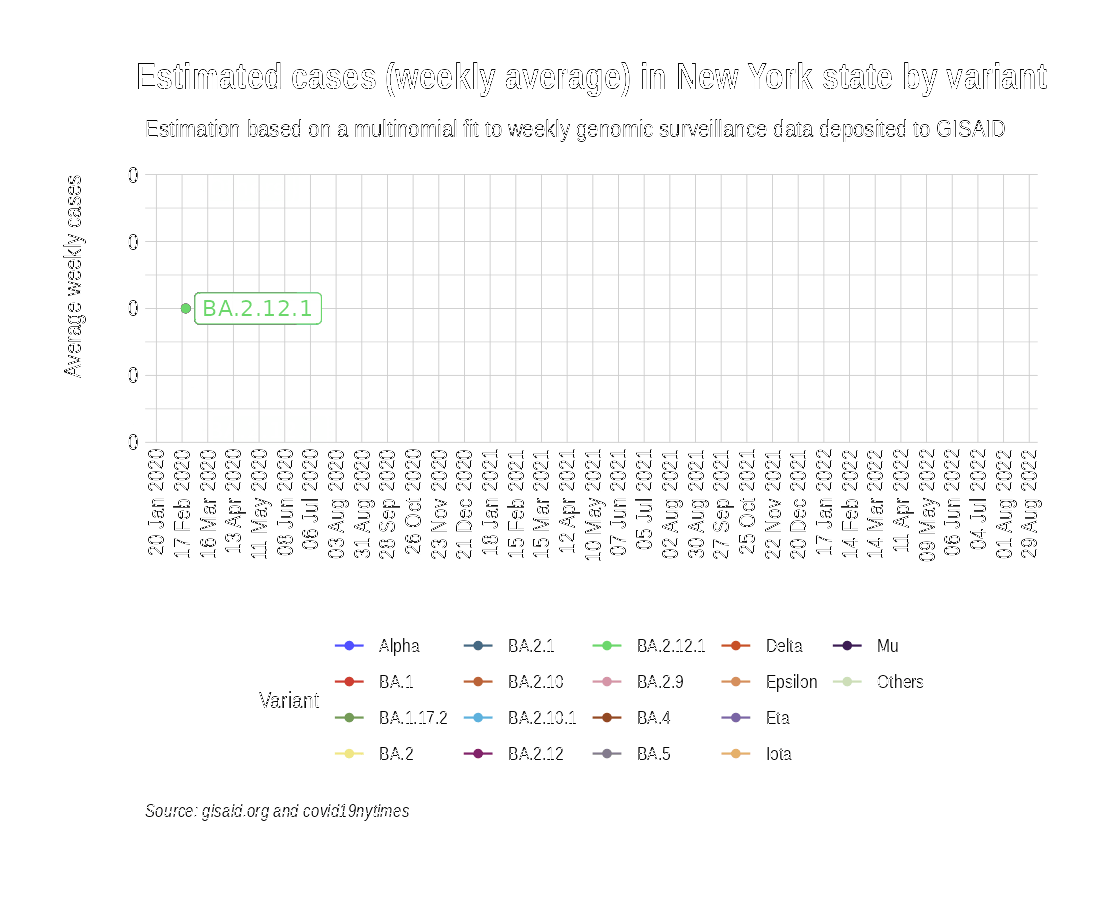 Estimated cases (weekly average) in New York state by variant
Estimation based on a multinomial fit to weekly genomic surveillance data deposited to GISAID
Average weekly cases
0
0
0
0
0
BA.2.12.1
20 Jan 2020
17 Feb 2020
16 Mar 2020
13 Apr 2020
11 May 2020
08 Jun 2020
06 Jul 2020
03 Aug 2020
31 Aug 2020
28 Sep 2020
26 Oct 2020
23 Nov 2020
21 Dec 2020
18 Jan 2021
15 Feb 2021
15 Mar 2021
12 Apr 2021
10 May 2021
07 Jun 2021
05 Jul 2021
02 Aug 2021
30 Aug 2021
27 Sep 2021
25 Oct 2021
22 Nov 2021
20 Dec 2021
17 Jan 2022
14 Feb 2022
14 Mar 2022
11 Apr 2022
09 May 2022
06 Jun 2022
04 Jul 2022
01 Aug 2022
29 Aug 2022
Variant
Alpha
BA.1
BA.1.17.2
BA.2
BA.2.1
BA.2.10
BA.2.10.1
BA.2.12
BA.2.12.1
BA.2.9
BA.4
BA.5
Delta
Epsilon
Eta
Iota
Mu
Others
Source: gisaid.org and covid19nytimes